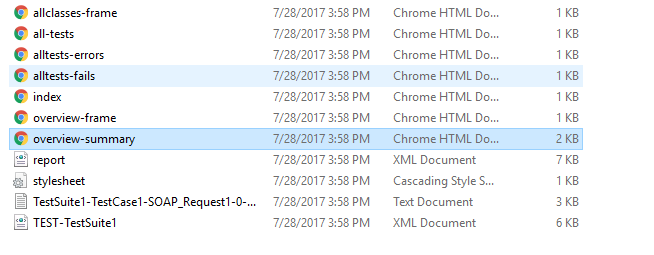 allclasses-frame 7/28/2017 3:58 PM Chrome HTML Do... 1 KB
all-tests 7/28/2017 3:58 PM Chrome HTML Do... 1 KB
alltests-errors 7/28/2017 3:58 PM Chrome HTML Do... 1 KB
alltests-fails 7/28/2017 3:58 PM Chrome HTML Do... 1 KB
index 7/28/2017 3:58 PM Chrome HTML Do... 1 KB
overview-frame 7/28/2017 3:58 PM Chrome HTML Do... 1 KB
overview-summary 7/28/2017 3:58 PM Chrome HTML Do... 2 KB
report 7/28/2017 3:58 PM XML Document 7 KB
stylesheet 7/28/2017 3:58 PM Cascading Style S... 1 KB
TestSuite1-TestCase1-SOAP_Request1-0-... 7/28/2017 3:58 PM Text Document 3 KB
TEST-TestSuite1 7/28/2017 3:58 PM XML Document 6 KB